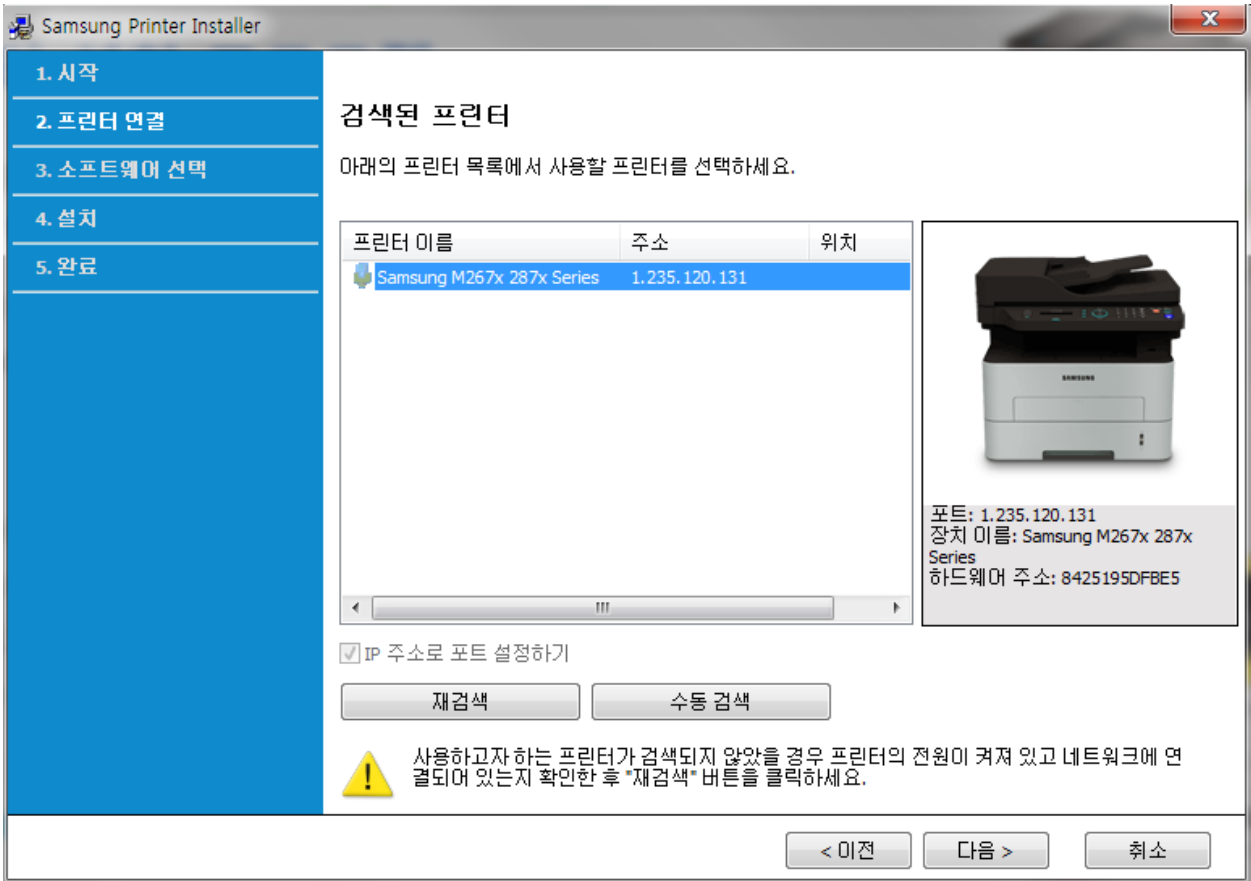 Samsung Printer Installer
1. 시작
2. 프린터 연결
3. 소프트웨어 선택
4. 설치
5. 완료
검색된 프린터
아래의 프린터 목록에서 사용할 프린터를 선택하세요.
프린터 이름 주소 위치
Samsung M267x 287x Series 1.235.120.131
SAMSUNG
포트: 1.235.120.131
장치 이름: Samsung M267x 287x
Series
하드웨어 주소: 8425195DFBE5
IP 주소로 포트 설정하기
재검색 수동 검색
사용하고자 하는 프린터가 검색되지 않았을 경우 프린터의 전원이 켜져 있고 네트워크에 연
결되어 있는지 확인한 후 "재검색" 버튼을 클릭하세요.
< 이전 다음 > 취소